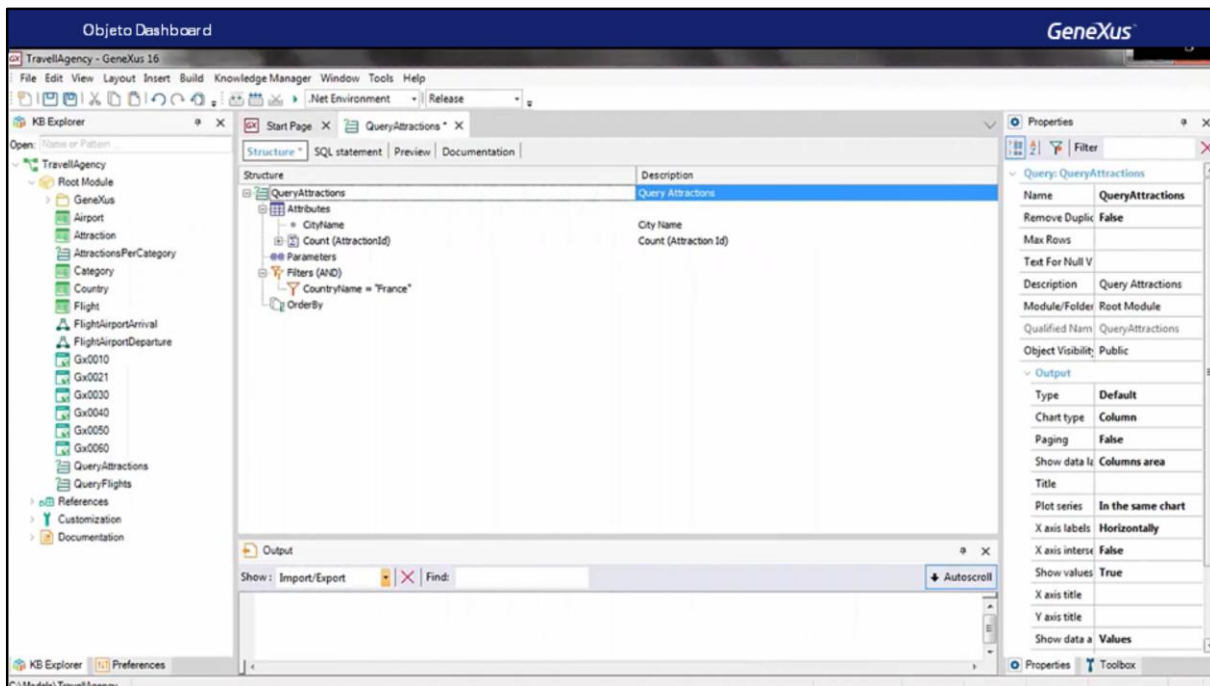 Objeto Dashboard
GeneXus
TravellAgency - GeneXus 16
File Edit View Layout Insert Build Knowledge Manager Window Tools Help
.Net Environment Release
KB Explorer
Open: Name or Pattern ...
TravellAgency
Root Module
GeneXus
Airport
Attraction
AttractionsPerCategory
Category
Country
Flight
FlightAirportArrival
FlightAirportDeparture
Gx0010
Gx0021
Gx0030
Gx0040
Gx0050
Gx0060
QueryAttractions
QueryFlights
References
Customization
Documentation
KB Explorer Preferences
Start Page QueryAttractions *
Structure * SQL statement Preview Documentation
Structure Description
QueryAttractions Query Attractions
Attributes
CityName City Name
Count (AttractionId) Count (Attraction Id)
Parameters
Filters (AND)
CountryName = "France"
OrderBy
Output
Show: Import/Export Find: Autoscroll
Properties
Filter
Query: QueryAttractions
Name QueryAttractions
Remove Duplic False
Max Rows
Text For Null V
Description Query Attractions
Module/Folder Root Module
Qualified Nam QueryAttractions
Object Visibility Public
Output
Type Default
Chart type Column
Paging False
Show data la Columns area
Title
Plot series In the same chart
X axis labels Horizontally
X axis interse False
Show values True
X axis title
Y axis title
Show data a Values
Properties Toolbox
C:\Models\TravellAgency